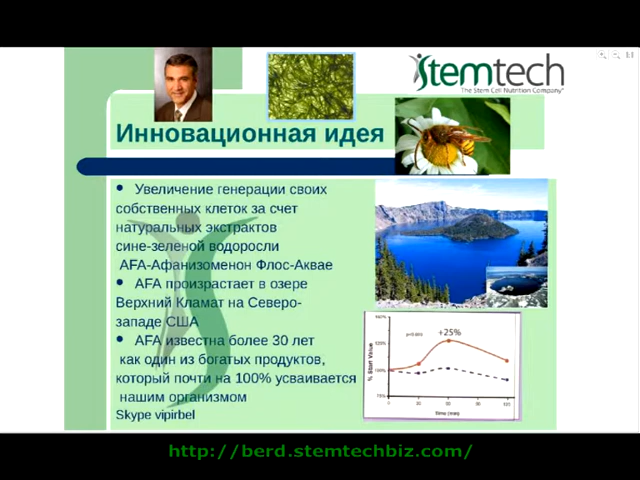 Stemtech
The Stem Cell Nutrition Company®
Инновационная идея
• Увеличение генерации своих
собственных клеток за счет
натуральных экстрактов
сине-зеленой водоросли
AFA-Афанизоменон Флос-Аквае
• AFA произрастает в озере
Верхний Кламат на Северо-
западе США
• AFA известна более 30 лет
как один из богатых продуктов,
который почти на 100% усваивается
нашим организмом
Skype vipirbel
+25%
% Start Value
Time (min)
http://berd.stemtechbiz.com/